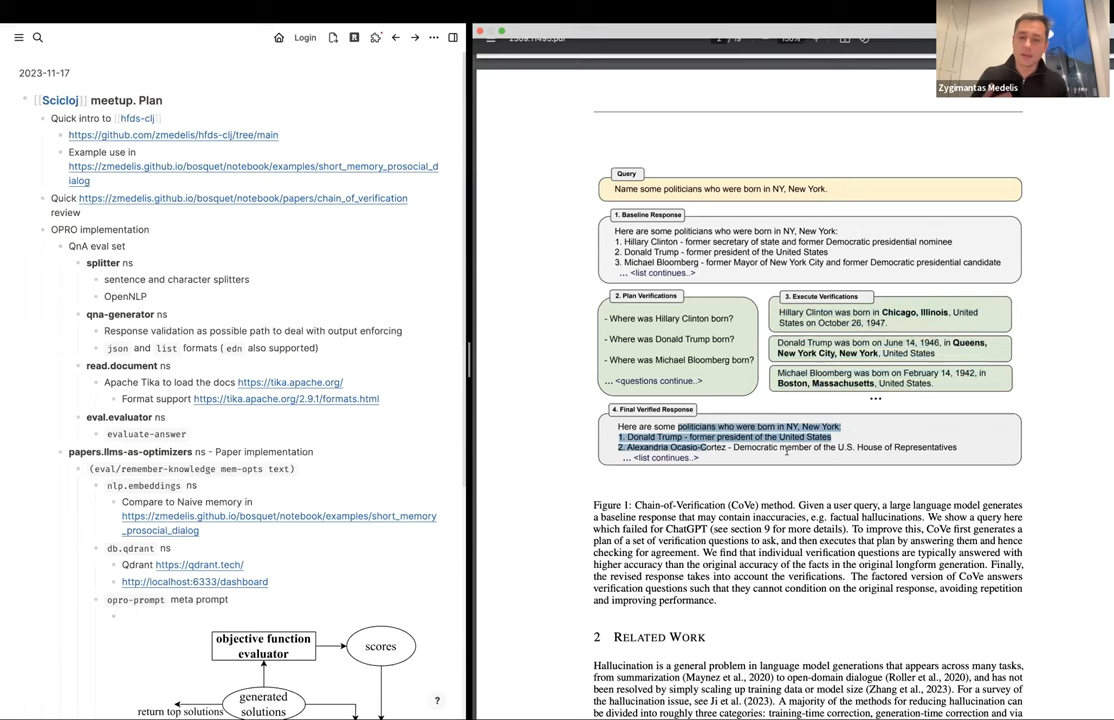 Login
2023-11-17
[[Scicloj]] meetup. Plan
Quick intro to [[hfds-clj]]
https://github.com/zmedelis/hfds-clj/tree/main
Example use in
https://zmedelis.github.io/bosquet/notebook/examples/short_memory_prosocial_d
ialog
Quick https://zmedelis.github.io/bosquet/notebook/papers/chain_of_verification
review
OPRO implementation
QnA eval set
splitter ns
sentence and character splitters
OpenNLP
qna-generator ns
Response validation as possible path to deal with output enforcing
json and list formats ( edn also supported)
read.document ns
Apache Tika to load the docs https://tika.apache.org/
Format support https://tika.apache.org/2.9.1/formats.html
eval.evaluator ns
evaluate-answer
papers.llms-as-optimizers ns - Paper implementation
(eval/remember-knowledge mem-opts text)
nlp.embeddings ns
Compare to Naive memory in
https://zmedelis.github.io/bosquet/notebook/examples/short_memory
_prosocial_dialog
db.qdrant ns
Qdrant https://qdrant.tech/
http://localhost:6333/dashboard
opro-prompt meta prompt
objective function
evaluator
scores
generated
solutions
return top solutions
?
2309.11495.pdf
2 / 19
150%
Zygimantas Medelis
Query
Name some politicians who were born in NY, New York.
1. Baseline Response
Here are some politicians who were born in NY, New York:
1. Hillary Clinton - former secretary of state and former Democratic presidential nominee
2. Donald Trump - former president of the United States
3. Michael Bloomberg - former Mayor of New York City and former Democratic presidential candidate
... <list continues..>
2. Plan Verifications
- Where was Hillary Clinton born?
- Where was Donald Trump born?
- Where was Michael Bloomberg born?
... <questions continue..>
3. Execute Verifications
Hillary Clinton was born in Chicago, Illinois, United
States on October 26, 1947.
Donald Trump was born on June 14, 1946, in Queens,
New York City, New York, United States
Michael Bloomberg was born on February 14, 1942, in
Boston, Massachusetts, United States.
...
4. Final Verified Response
Here are some politicians who were born in NY, New York:
1. Donald Trump - former president of the United States
2. Alexandria Ocasio-Cortez - Democratic member of the U.S. House of Representatives
... <list continues..>
Figure 1: Chain-of-Verification (CoVe) method. Given a user query, a large language model generates
a baseline response that may contain inaccuracies, e.g. factual hallucinations. We show a query here
which failed for ChatGPT (see section 9 for more details). To improve this, CoVe first generates a
plan of a set of verification questions to ask, and then executes that plan by answering them and hence
checking for agreement. We find that individual verification questions are typically answered with
higher accuracy than the original accuracy of the facts in the original longform generation. Finally,
the revised response takes into account the verifications. The factored version of CoVe answers
verification questions such that they cannot condition on the original response, avoiding repetition
and improving performance.
2 RELATED WORK
Hallucination is a general problem in language model generations that appears across many tasks,
from summarization (Maynez et al., 2020) to open-domain dialogue (Roller et al., 2020), and has not
been resolved by simply scaling up training data or model size (Zhang et al., 2023). For a survey of
the hallucination issue, see Ji et al. (2023). A majority of the methods for reducing hallucination can
be divided into roughly three categories: training-time correction, generation-time correction and via